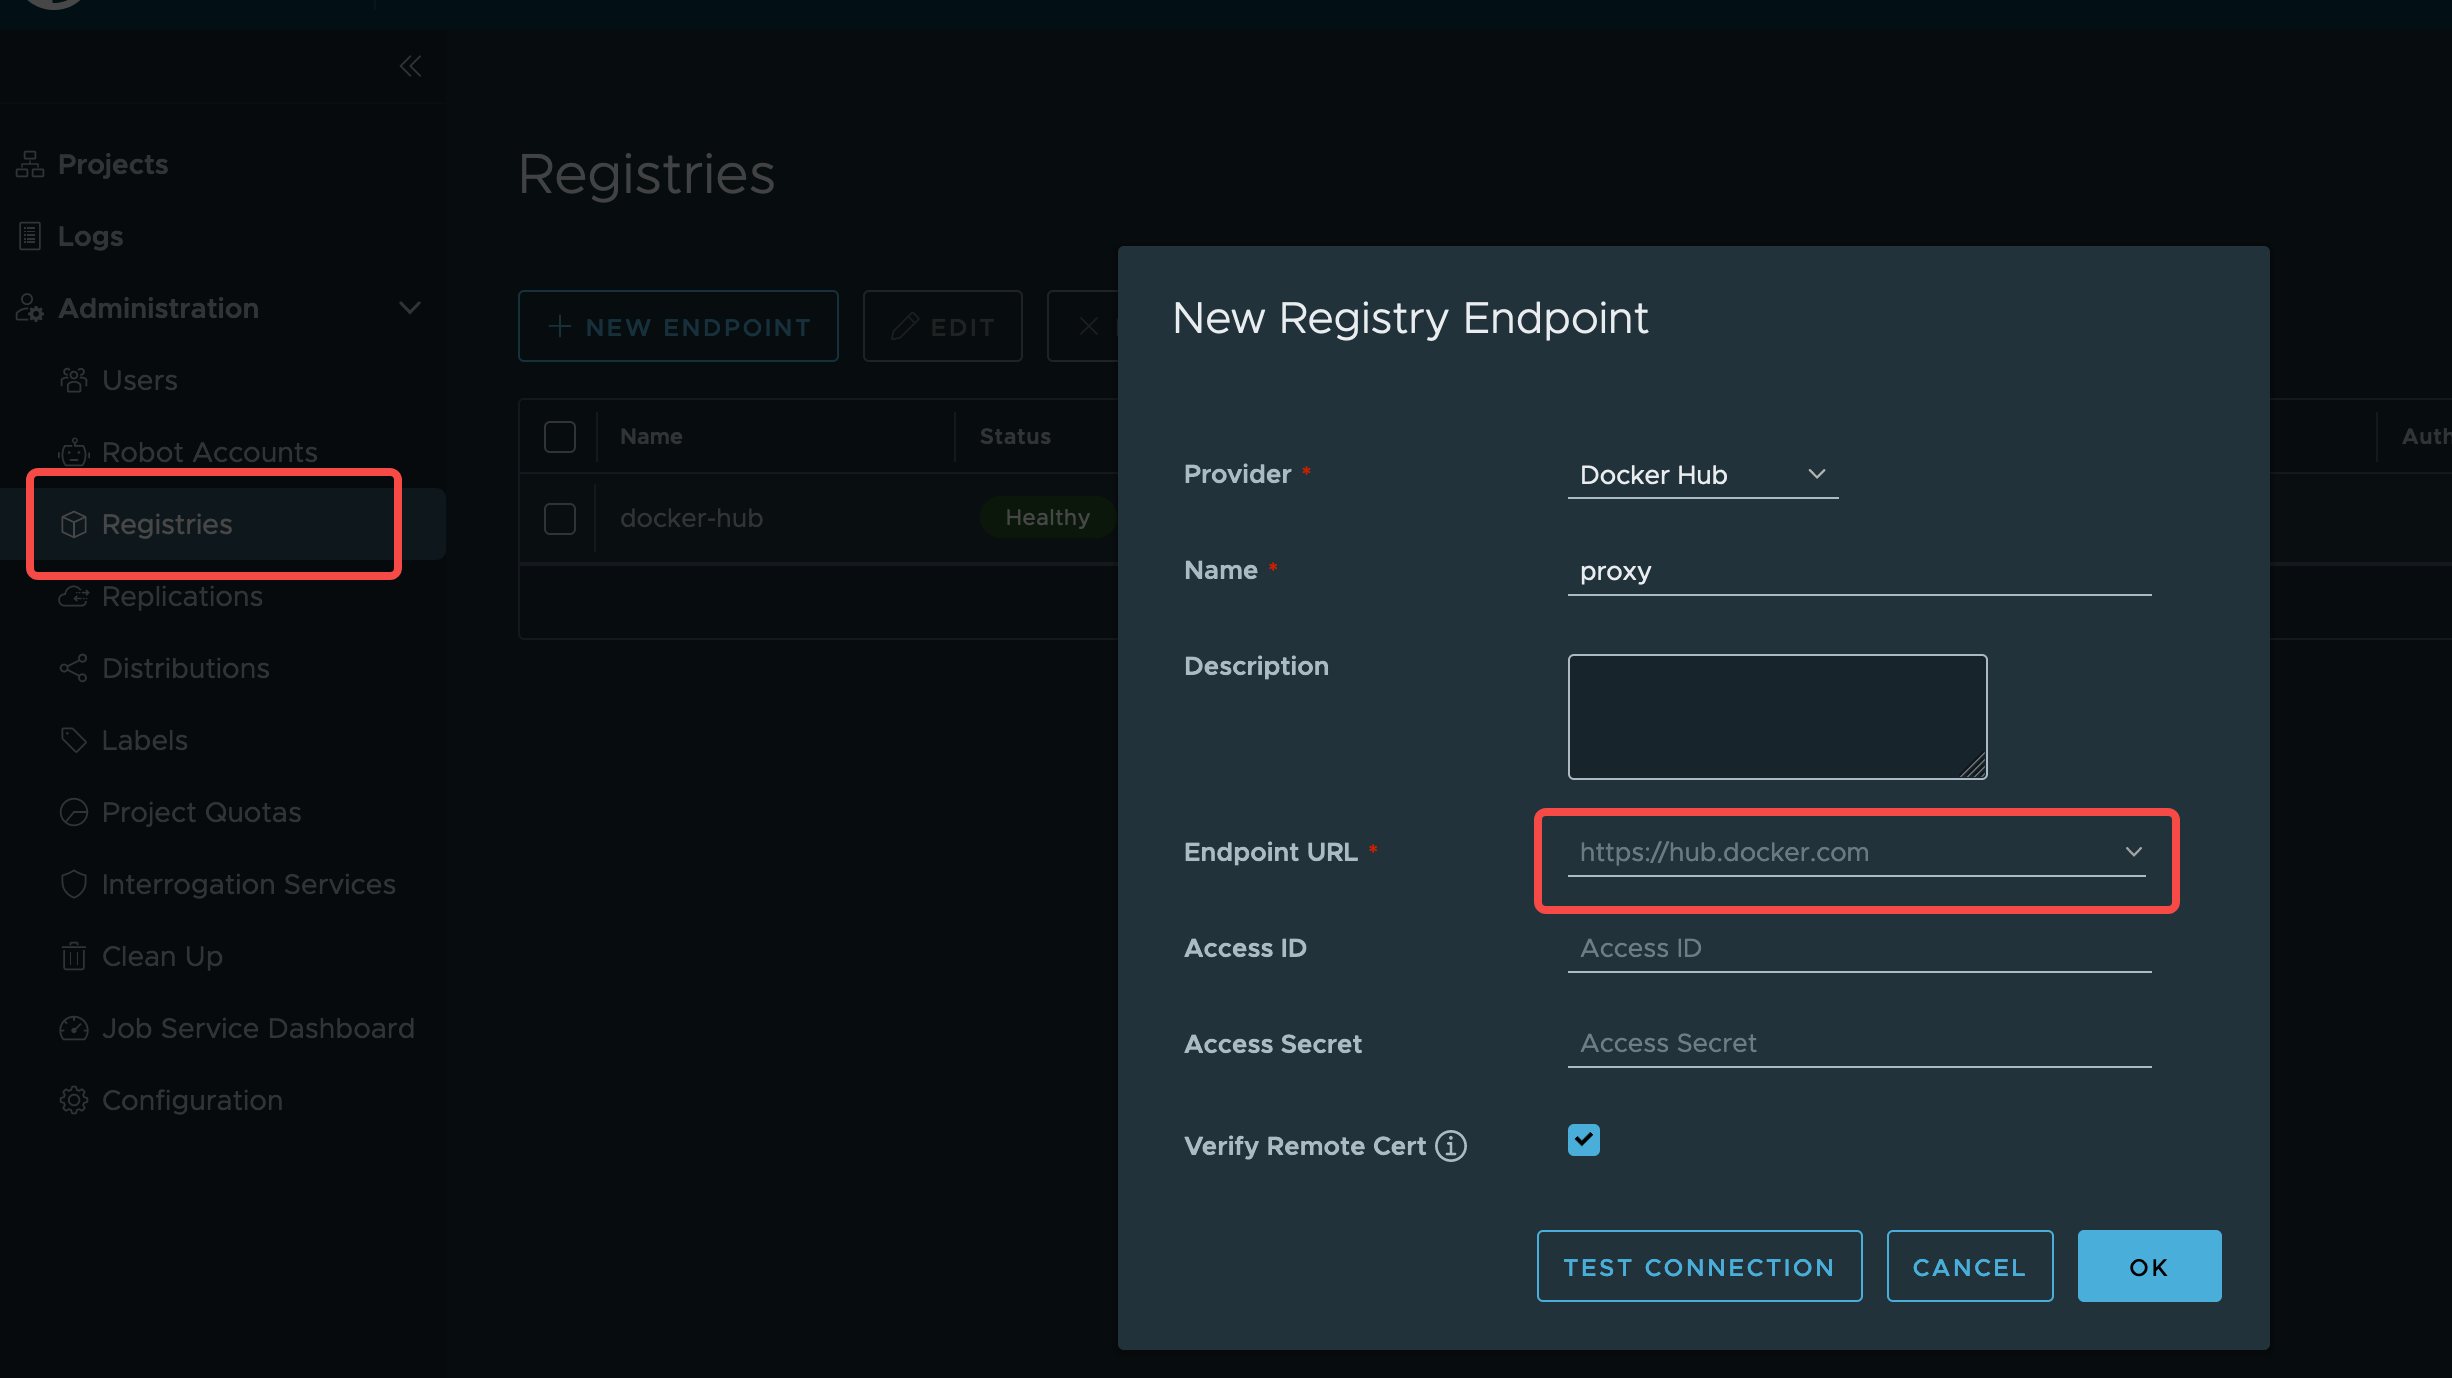 Projects
Logs
Administration
Users
Robot Accounts
Registries
Replications
Distributions
Labels
Project Quotas
Interrogation Services
Clean Up
Job Service Dashboard
Configuration
Registries
NEW ENDPOINT
EDIT
Name
Status
docker-hub
Healthy
New Registry Endpoint
Provider *
Docker Hub
Name *
proxy
Description
Endpoint URL *
https://hub.docker.com
Access ID
Access ID
Access Secret
Access Secret
Verify Remote Cert
TEST CONNECTION
CANCEL
OK